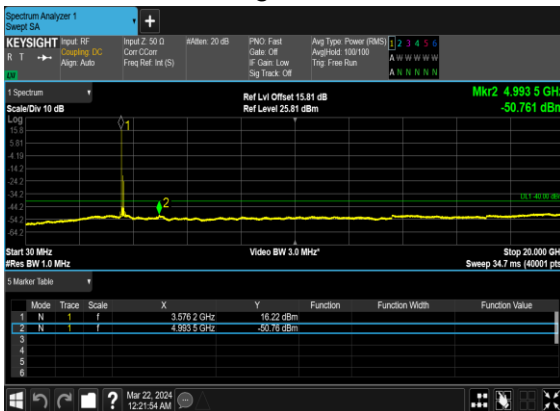 Spectrum Analyzer 1
Swept SA
KEYSIGHT
R T
LV
Input: RF
Coupling: DC
Align: Auto
Input Z: 50 Ω
Corr CCorr
Freq Ref: Int (S)
#Atten: 20 dB
PNO: Fast
Gate: Off
IF Gain: Low
Sig Track: Off
Avg Type: Power (RMS)
Avg|Hold: 100/100
Trig: Free Run
1 2 3 4 5 6
A W W W W W
A N N N N N
1 Spectrum
Scale/Div 10 dB
Ref Lvl Offset 15.81 dB
Ref Level 25.81 dBm
Mkr2 4.993 5 GHz
-50.761 dBm
Log
15.8
5.81
-4.19
-14.2
-24.2
-34.2
-44.2
-54.2
-64.2
1
2
DL1 -40.00 dBm
Start 30 MHz
#Res BW 1.0 MHz
Video BW 3.0 MHz*
Stop 20.000 GHz
Sweep 34.7 ms (40001 pts)
5 Marker Table
Mode Trace Scale X Y Function Function Width Function Value
1 N 1 f 3.576 2 GHz 16.22 dBm
2 N 1 f 4.993 5 GHz -50.76 dBm
3
4
5
6
?
Mar 22, 2024
12:21:54 AM